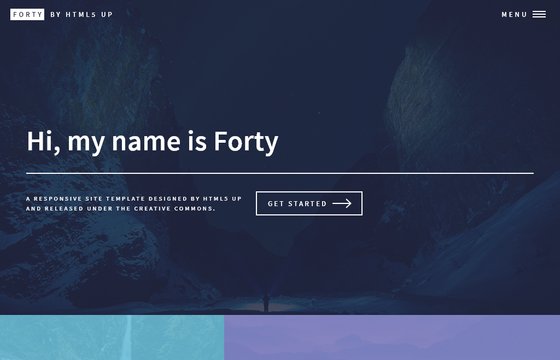 FORTY BY HTML5 UP
MENU
Hi, my name is Forty
A RESPONSIVE SITE TEMPLATE DESIGNED BY HTML5 UP
AND RELEASED UNDER THE CREATIVE COMMONS.
GET STARTED